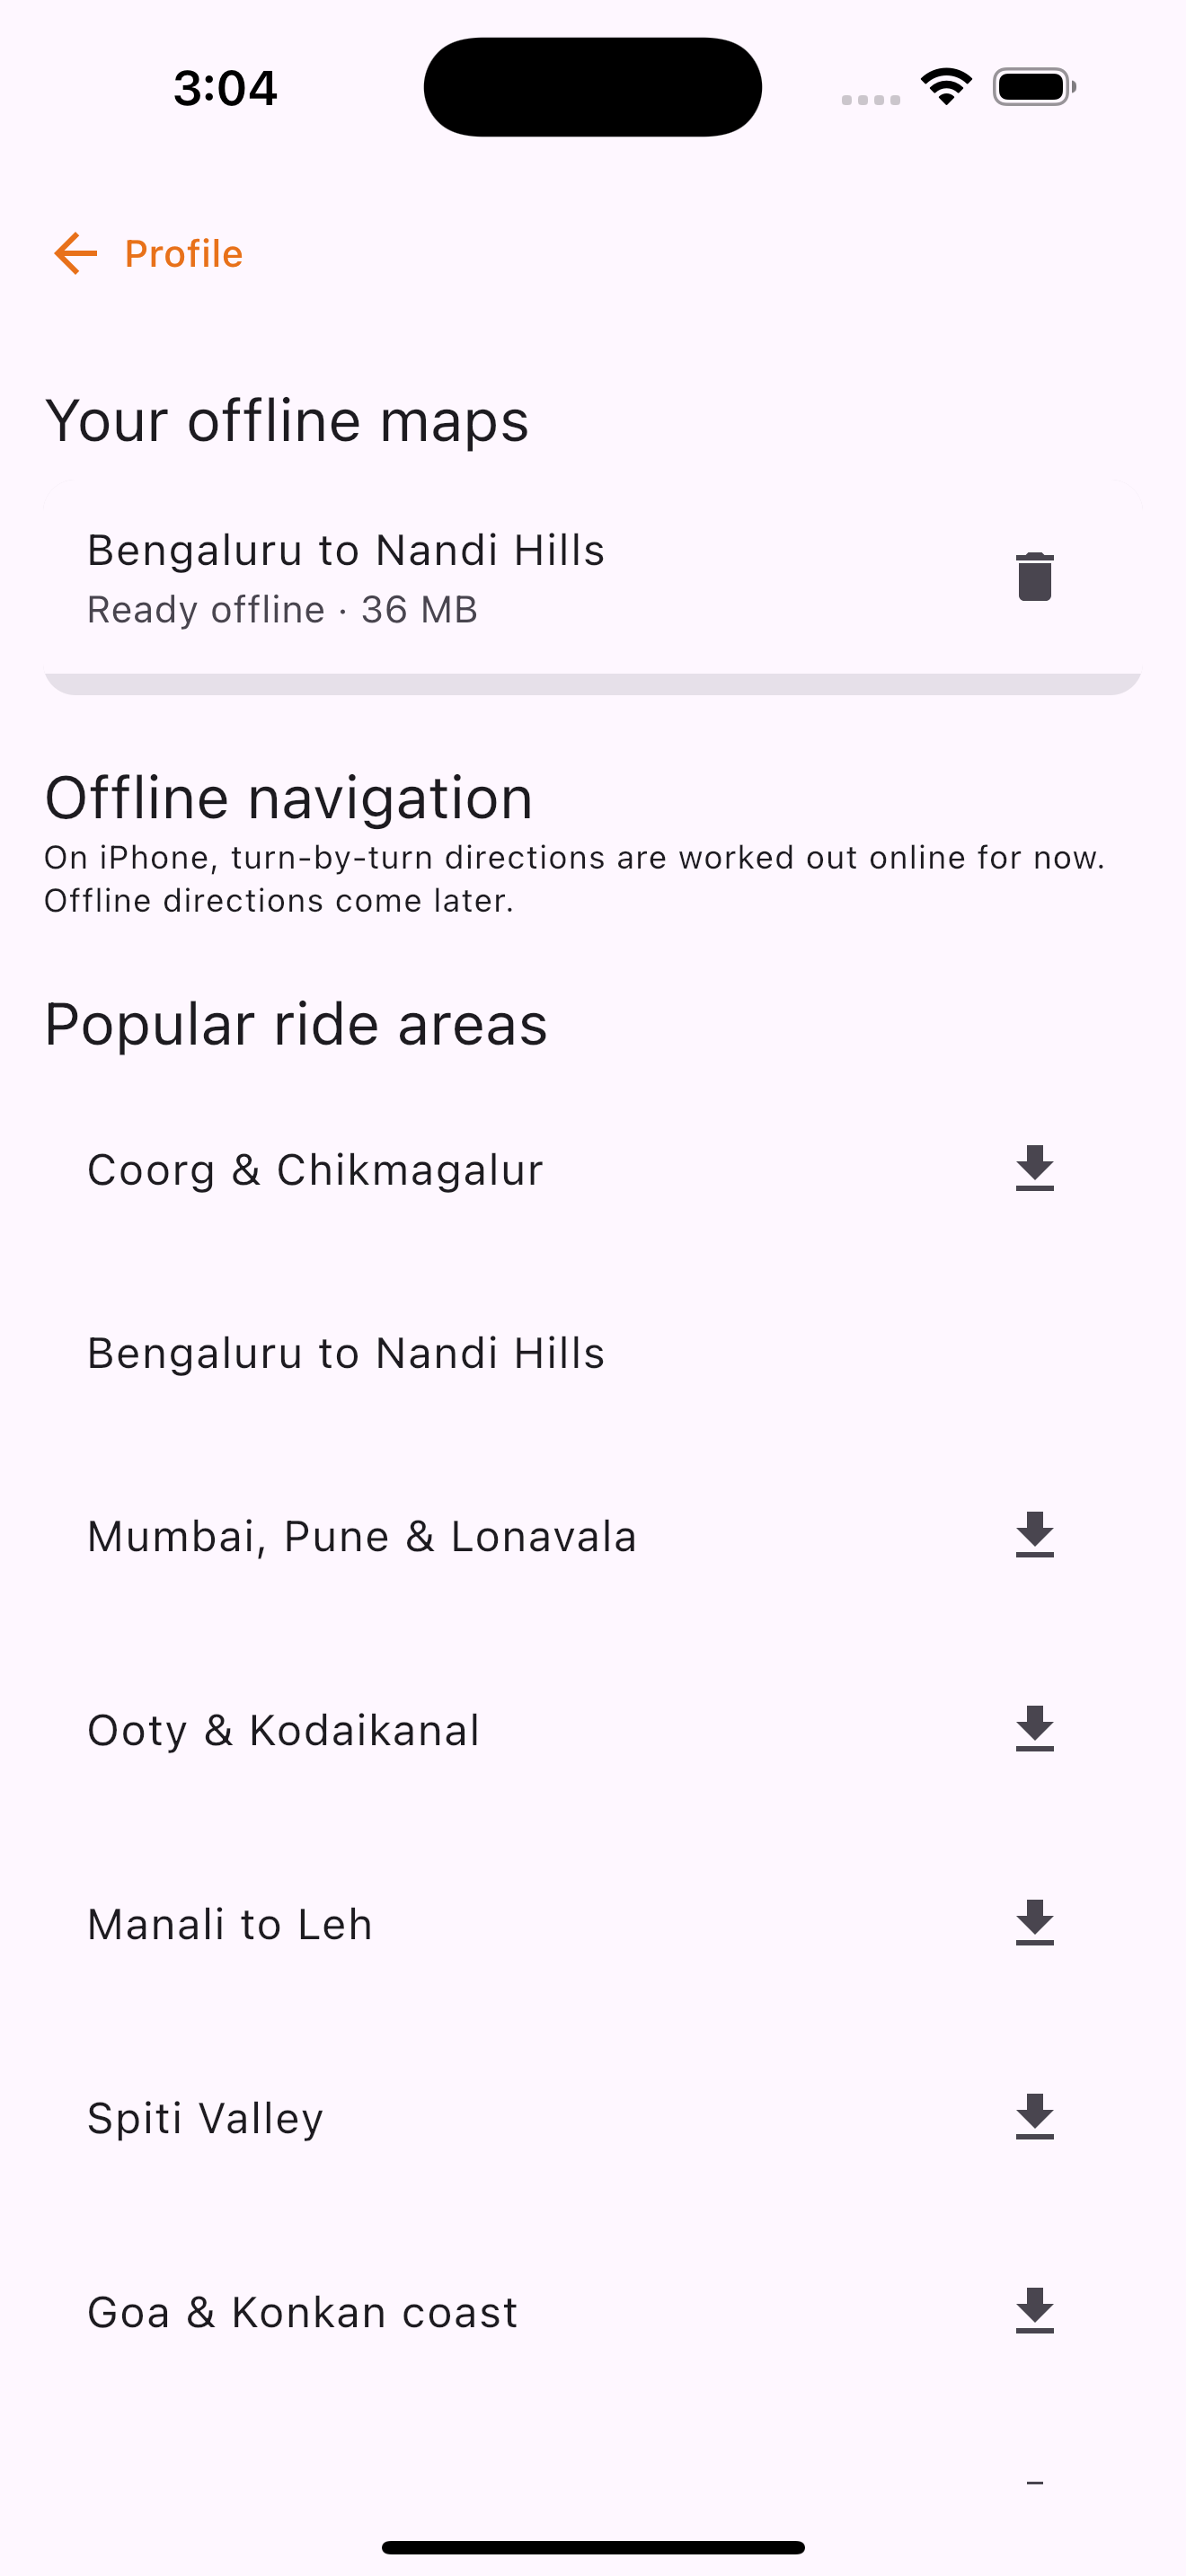 3:04
Profile
Your offline maps
Bengaluru to Nandi Hills
Ready offline · 36 MB
Offline navigation
On iPhone, turn-by-turn directions are worked out online for now.
Offline directions come later.
Popular ride areas
Coorg & Chikmagalur
Bengaluru to Nandi Hills
Mumbai, Pune & Lonavala
Ooty & Kodaikanal
Manali to Leh
Spiti Valley
Goa & Konkan coast